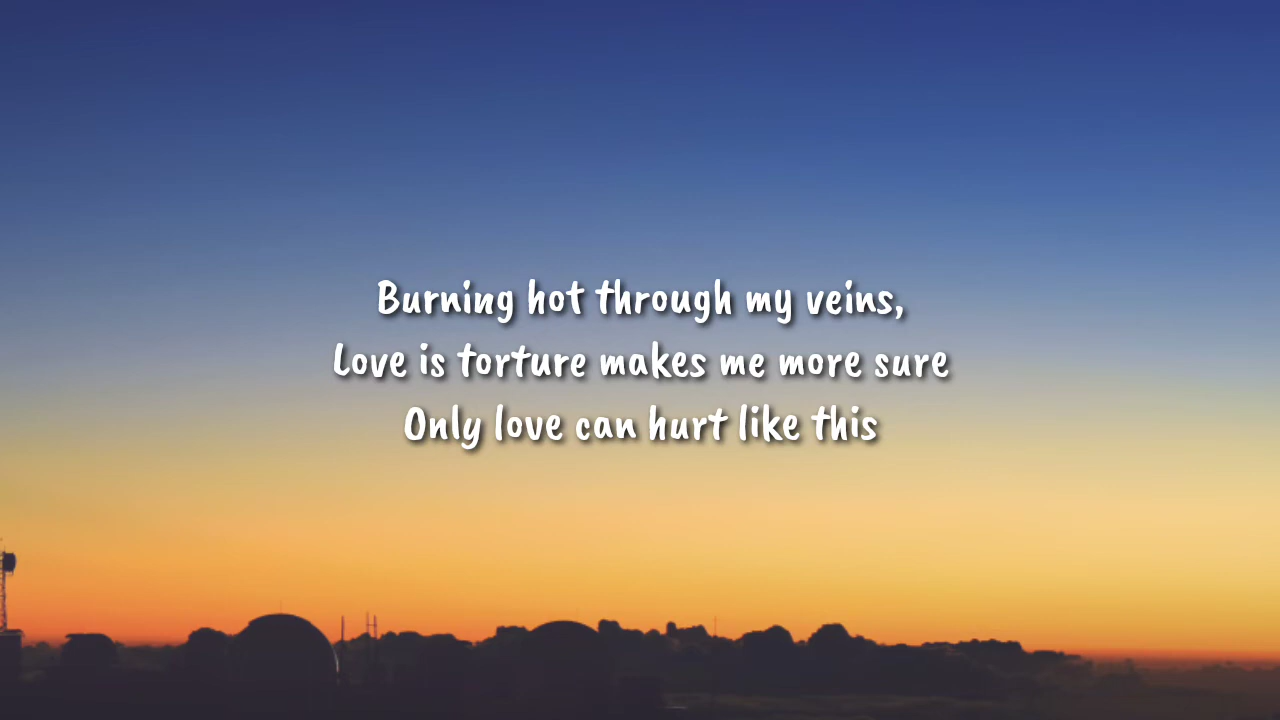 Burning hot through my veins,
Love is torture makes me more sure
Only love can hurt like this